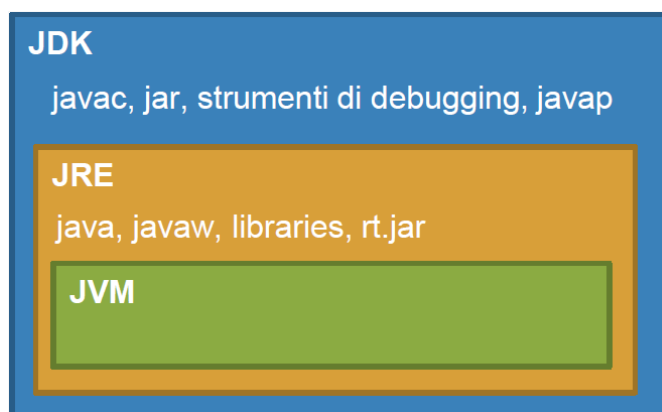 JDK
javac, jar, strumenti di debugging, javap
JRE
java, javaw, libraries, rt.jar
JVM